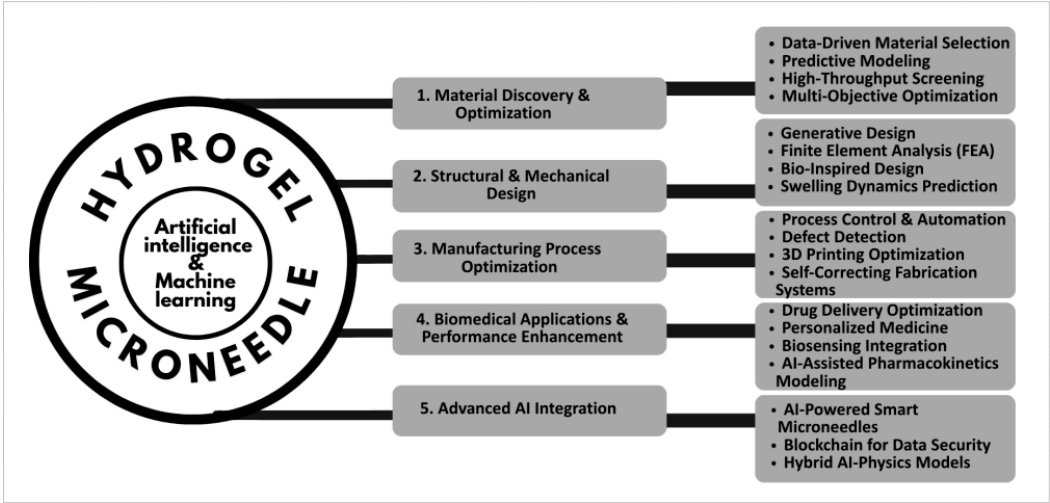 HYDROGEL
MICRONEEDLE
Artificial
intelligence
&
Machine
learning
1. Material Discovery &
Optimization
• Data-Driven Material Selection
• Predictive Modeling
• High-Throughput Screening
• Multi-Objective Optimization
2. Structural & Mechanical
Design
• Generative Design
• Finite Element Analysis (FEA)
• Bio-Inspired Design
• Swelling Dynamics Prediction
3. Manufacturing Process
Optimization
• Process Control & Automation
• Defect Detection
• 3D Printing Optimization
• Self-Correcting Fabrication
Systems
4. Biomedical Applications &
Performance Enhancement
• Drug Delivery Optimization
• Personalized Medicine
• Biosensing Integration
• AI-Assisted Pharmacokinetics
Modeling
5. Advanced AI Integration
• AI-Powered Smart
Microneedles
• Blockchain for Data Security
• Hybrid AI-Physics Models